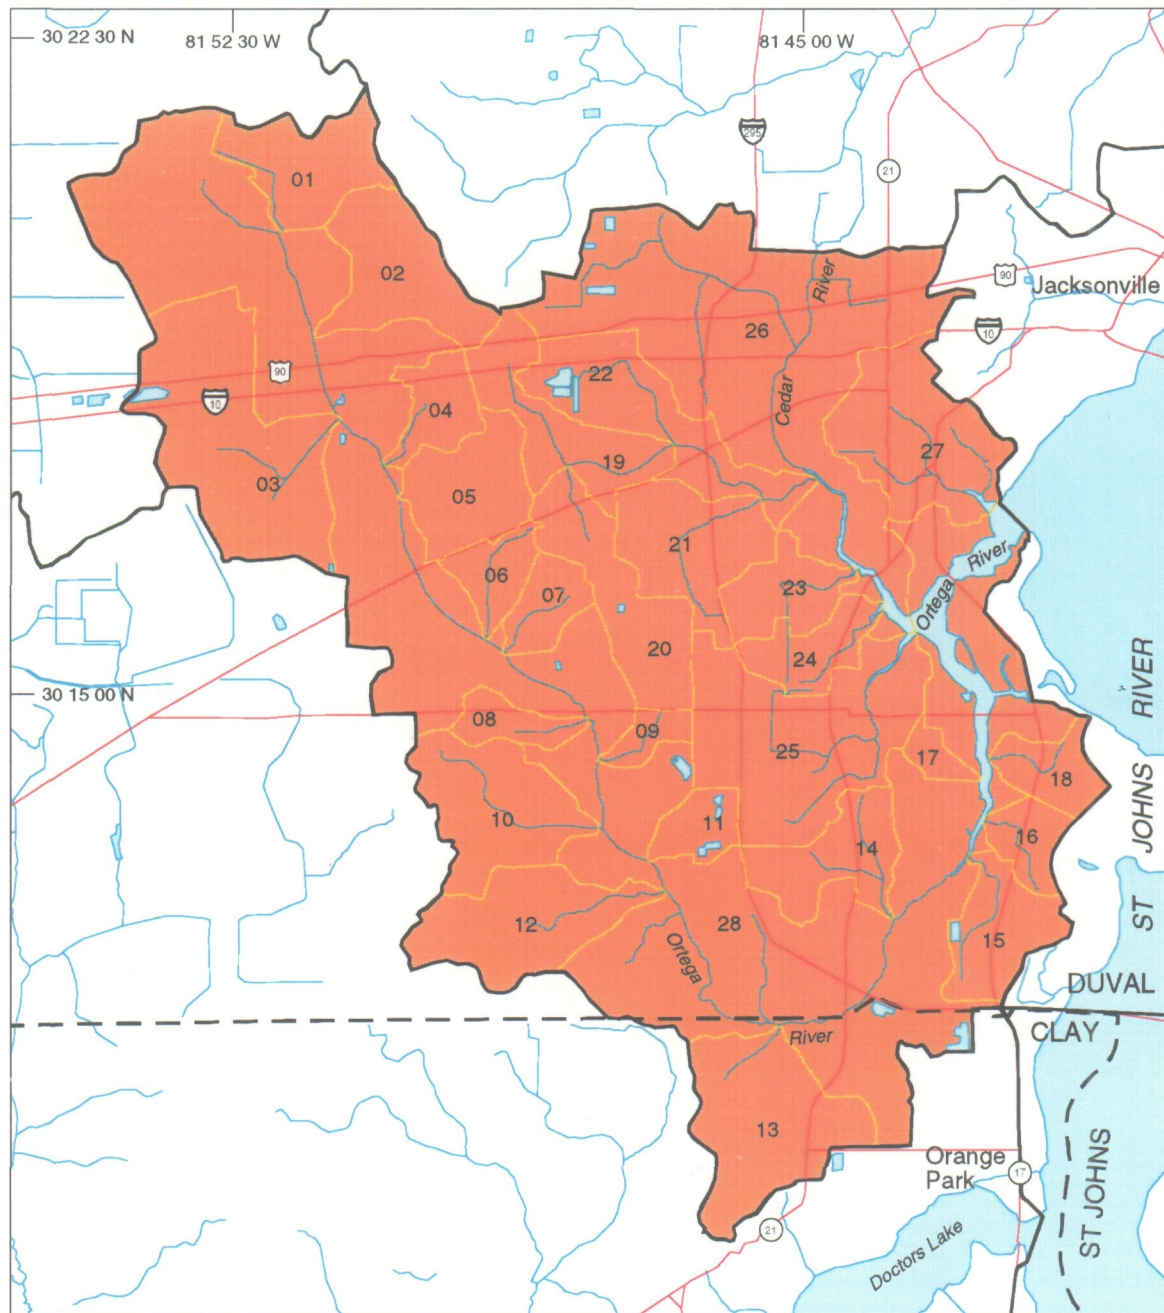 30 22 30 N
81 52 30 W
81 45 00 W
295
21
01
02
90
Jacksonville
River
26
10
90
22
10
04
Cedar
27
03
19
05
21
River
06
07
23
Ortega
20
24
30 15 00 N
08
09
25
17
18
ST JOHNS RIVER
10
11
14
16
12
28
15
Ortega
DUVAL
River
CLAY
13
Orange
Park
17
ST JOHNS
21
Doctors Lake